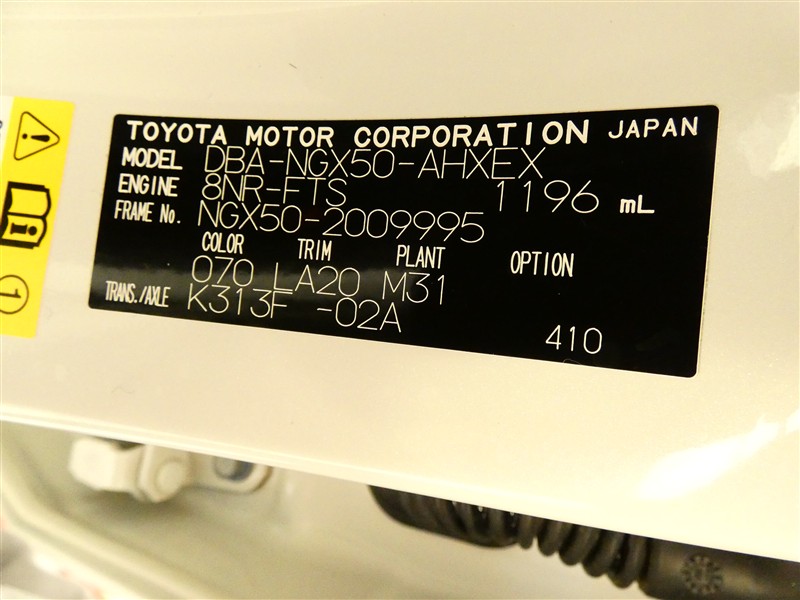 TOYOTA MOTOR CORPORATION JAPAN
MODEL DBA-NGX50-AHXEX
ENGINE 8NR-FTS 1196 mL
FRAME No. NGX50-2009995
COLOR TRIM PLANT OPTION
070 LA20 M31
TRANS./AXLE K313F -02A
410
1